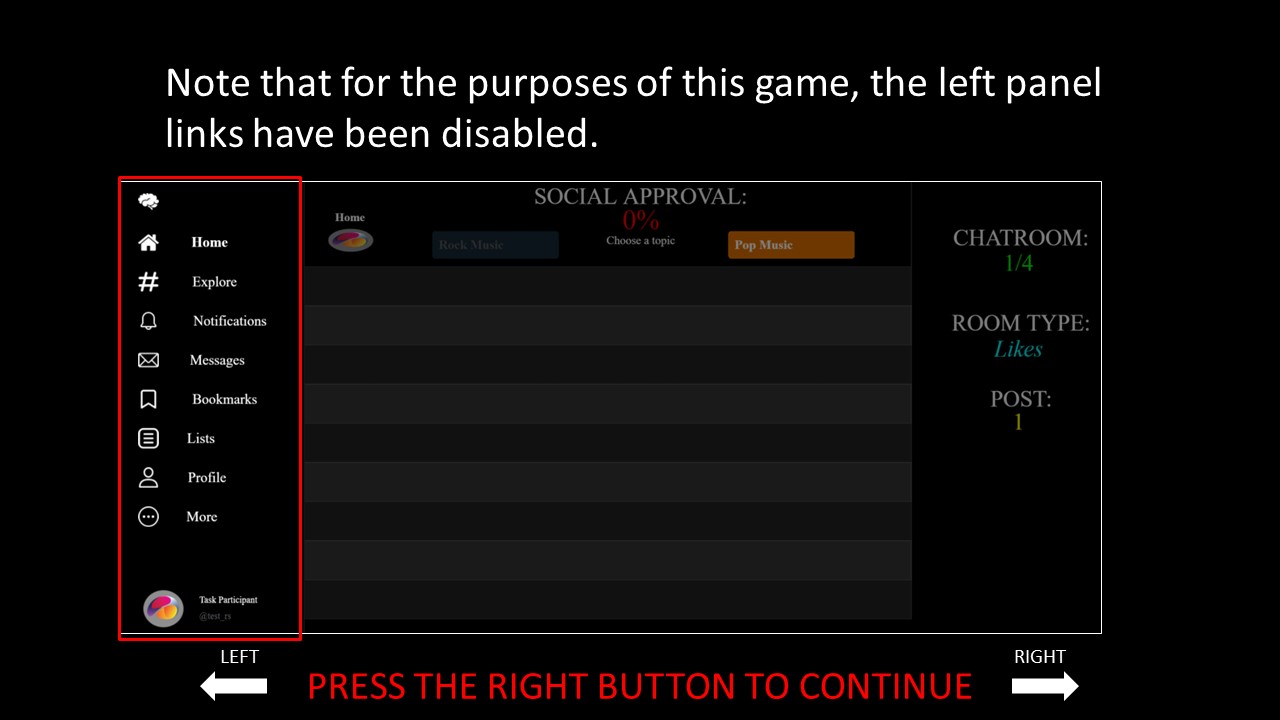 Note that for the purposes of this game, the left panel
links have been disabled.
Home
Explore
Notifications
Messages
Bookmarks
Lists
Profile
More
Task Participant
@test_rs
Home
SOCIAL APPROVAL:
0%
Choose a topic
Rock Music
Pop Music
CHATROOM:
1/4
ROOM TYPE:
Likes
POST:
1
LEFT
RIGHT
PRESS THE RIGHT BUTTON TO CONTINUE